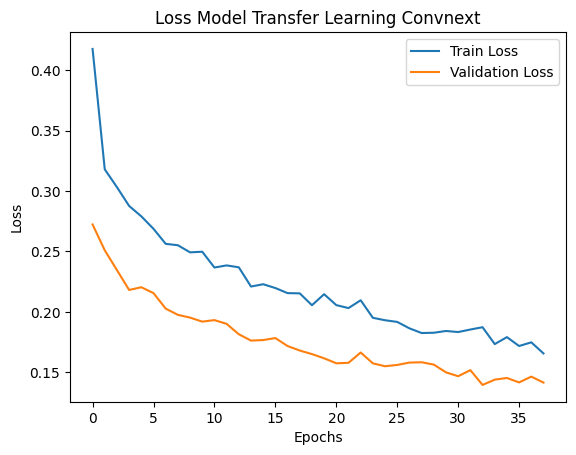 Loss Model Transfer Learning Convnext
Train Loss
Validation Loss
Loss
0.40
0.35
0.30
0.25
0.20
0.15
0 5 10 15 20 25 30 35
Epochs